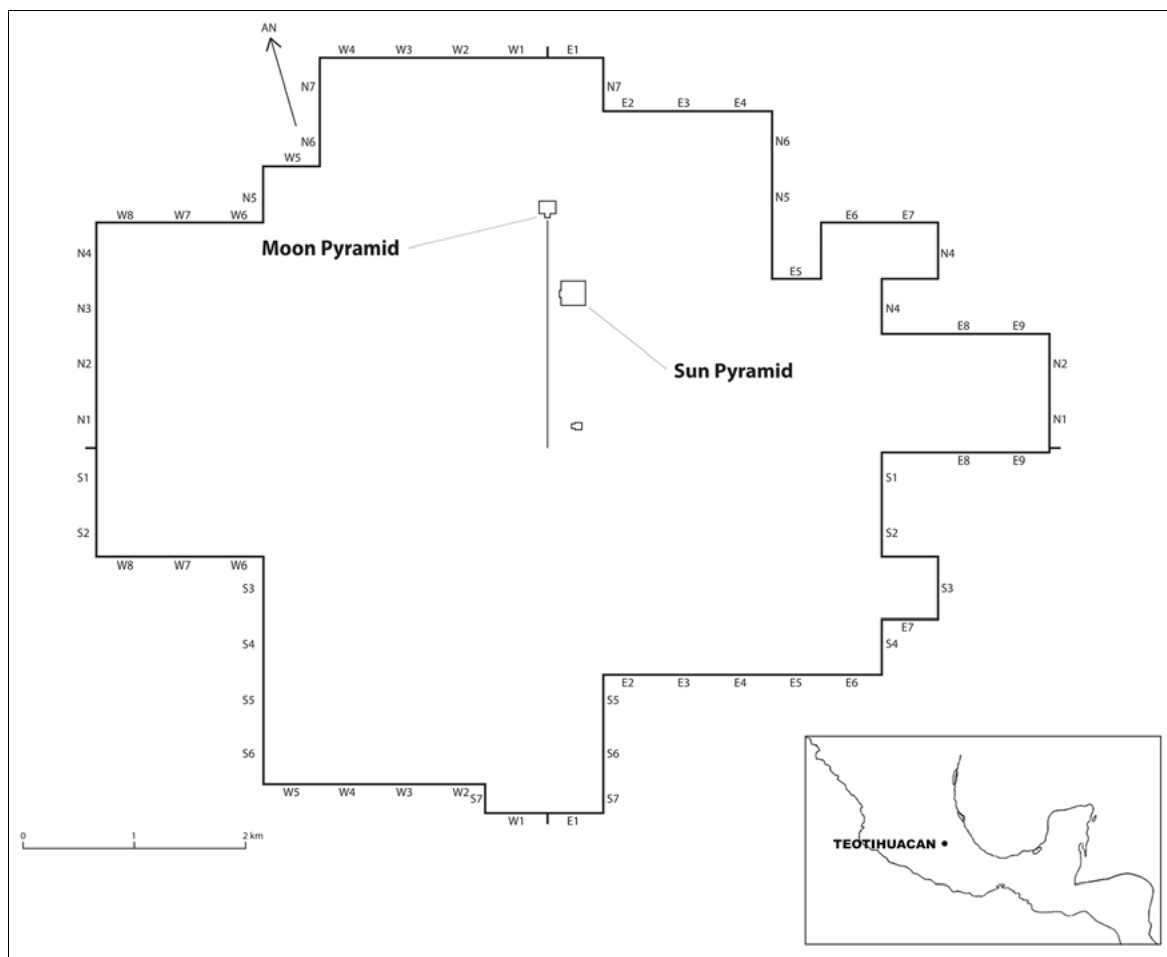 AN
W4 W3 W2 W1 E1
N7 N7
E2 E3 E4
N6 N6
W5
N5 N5
W8 W7 W6 E6 E7
Moon Pyramid
N4 N4
E5
N3 N4
E8 E9
N2 N2
Sun Pyramid
N1 N1
E8 E9
S1 S1
S2 S2
W8 W7 W6
S3 S3
E7
S4 S4
E2 E3 E4 E5 E6
S5 S5
S6 S6
W5 W4 W3 W2 S7 S7
W1 E1
0 1 2 km
TEOTIHUACAN